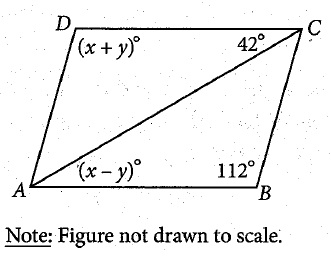 D
C
(x + y)°
42°
(x – y)°
112°
A
B
Note: Figure not drawn to scale.